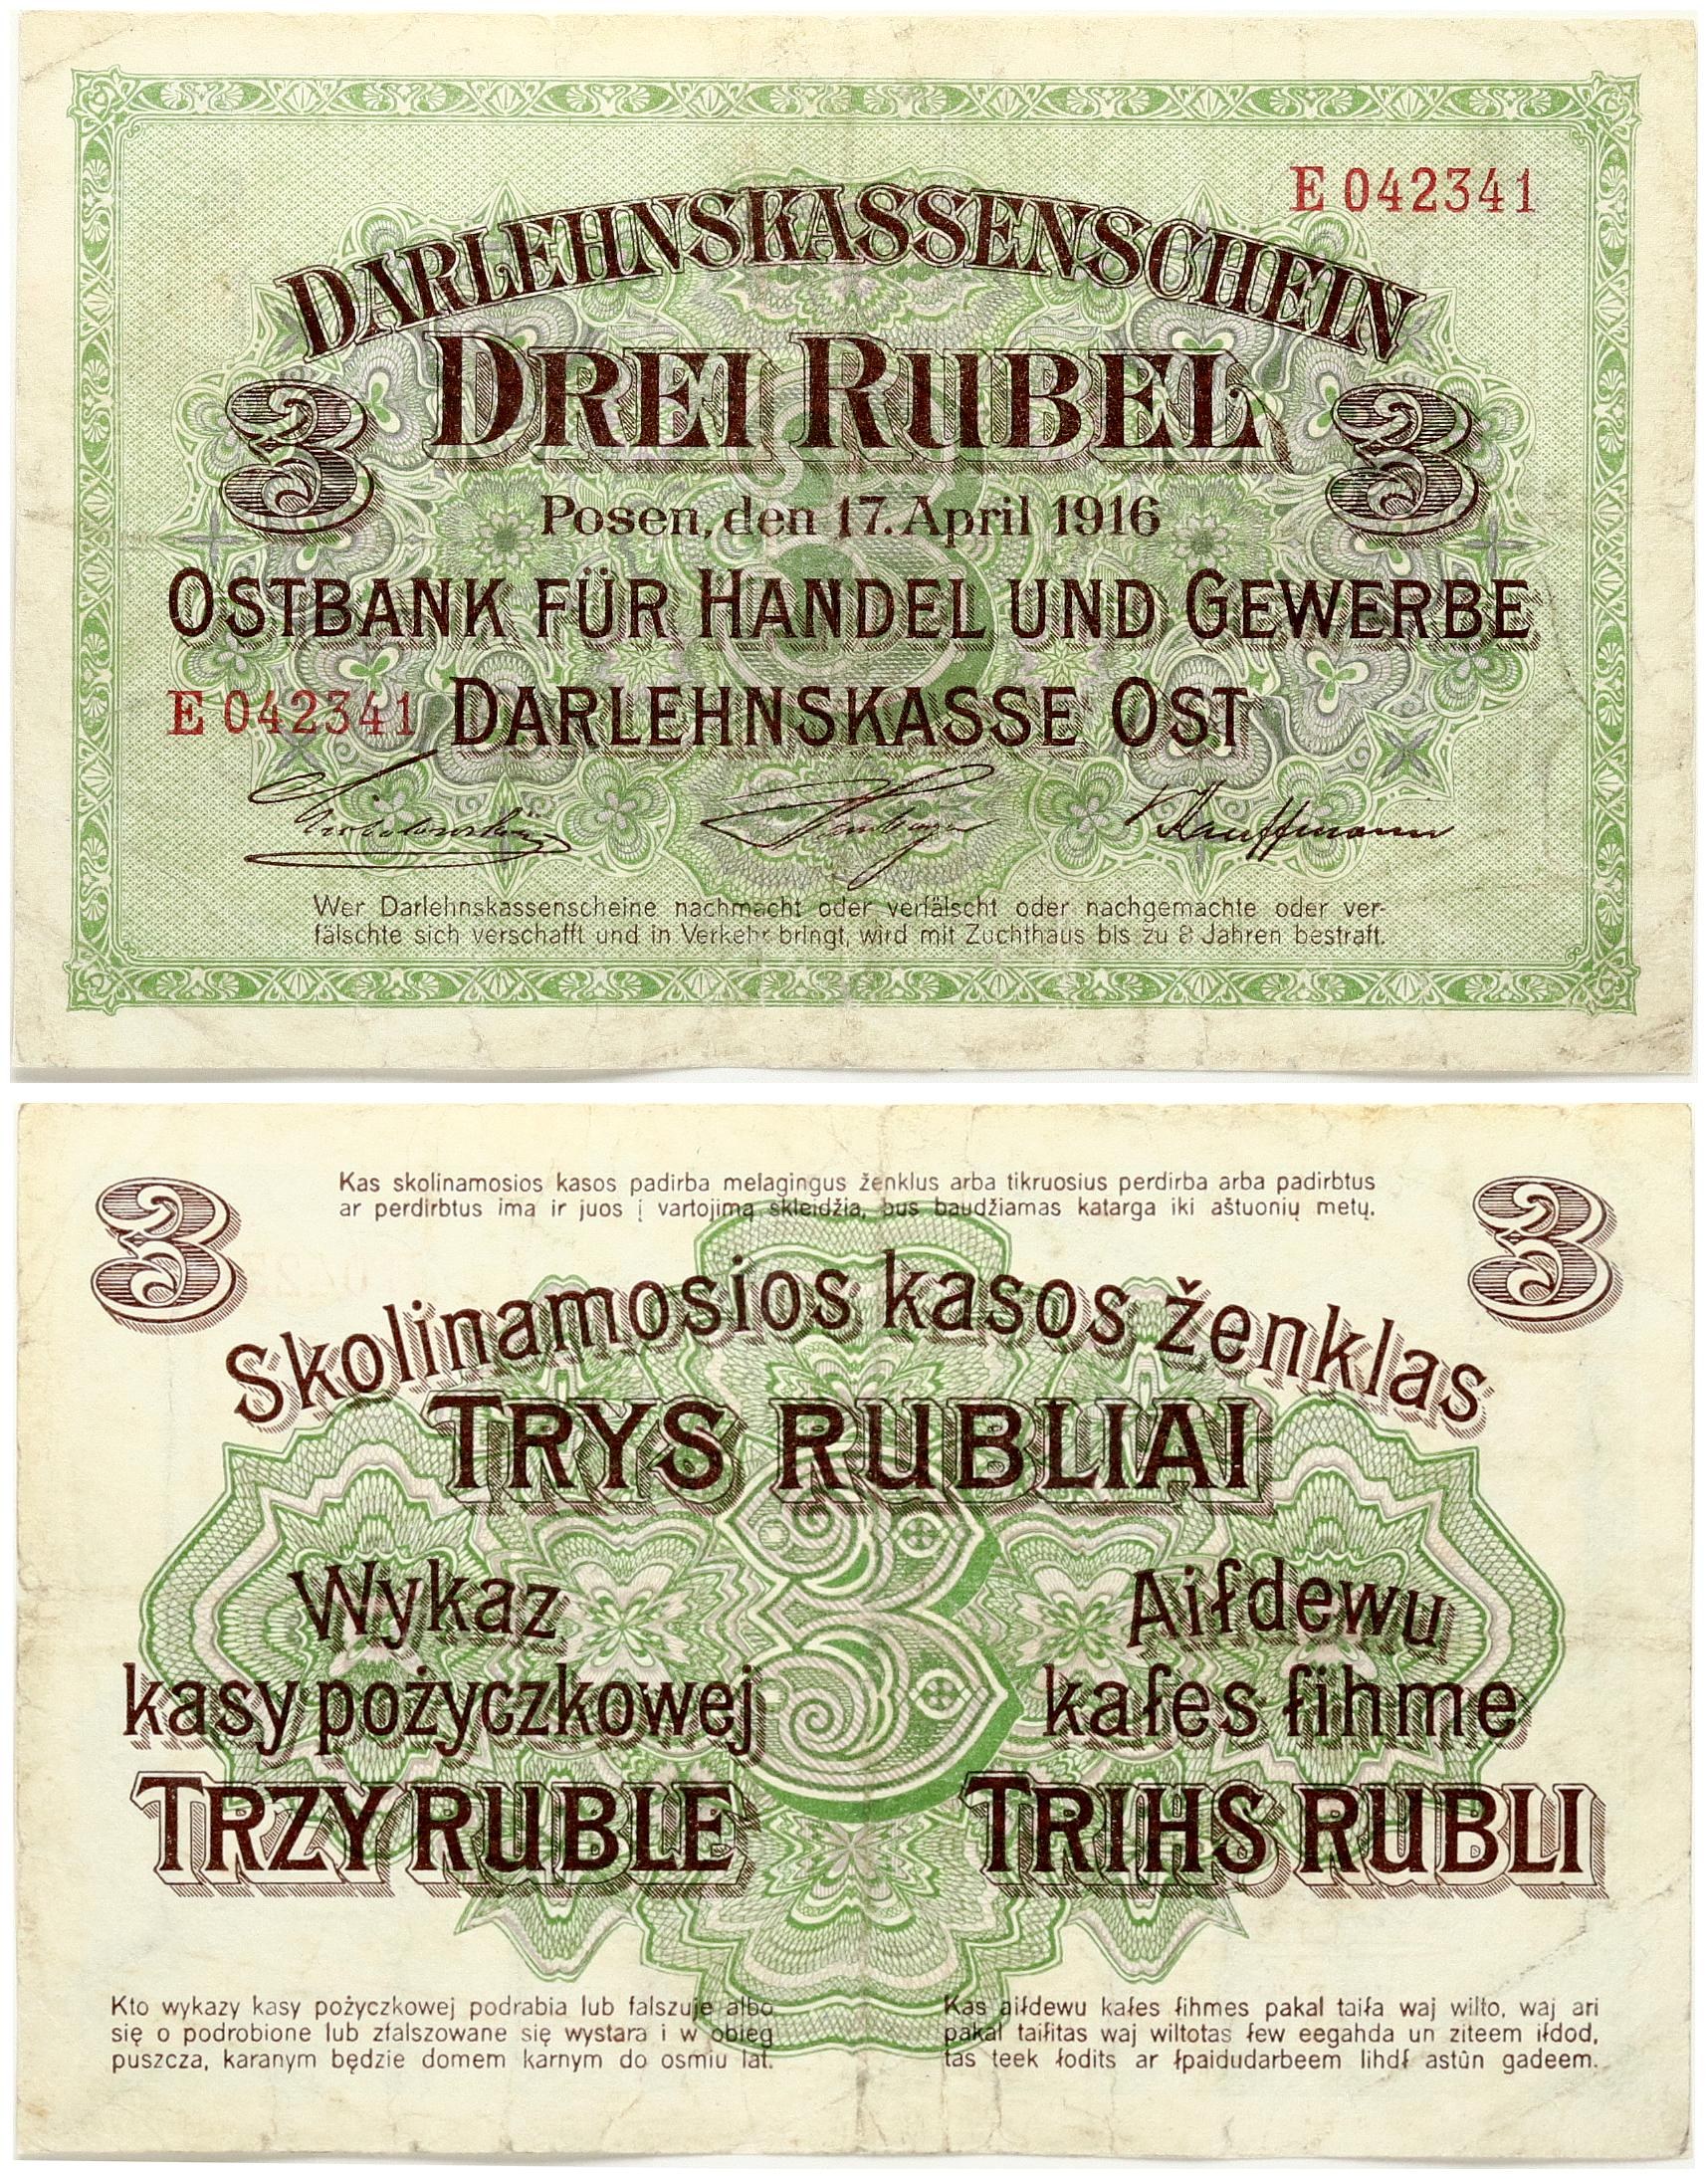 E 042341
DARLEHNSKASSENSCHEIN
DREI RUBEL
3 3
Posen, den 17. April 1916
OSTBANK FÜR HANDEL UND GEWERBE
E 042341 DARLEHNSKASSE OST
Kauffmann
Wer Darlehnskassenscheine nachmacht oder verfälscht oder nachgemachte oder ver-
fälschte sich verschafft und in Verkehr bringt, wird mit Zuchthaus bis zu 8 Jahren bestraft.
3 3
Kas skolinamosios kasos padirba melagingus ženklus arba tikruosius perdirba arba padirbtus
ar perdirbtus ima ir juos į vartojimą skleidžia, bus baudžiamas katarga iki aštuonių metų.
Skolinamosios kasos ženklas
TRYS RUBLIAI
3
Wykaz
kasy pożyczkowej
TRZY RUBLE
Aiſdewu
kaſes ſihme
TRIHS RUBLI
Kto wykazy kasy pożyczkowej podrabia lub falszuje albo
się o podrobione lub zfalszowane się wystara i w obieg
puszcza, karanym będzie domem karnym do osmiu lat.
Kas aiſdewu kaſes ſihmes pakal taiſa waj wilto, waj ari
pakal taiſitas waj wiltotas ſew eegahda un ziteem iſdod,
tas teek ſodits ar ſpaidudarbeem lihdſ astûn gadeem.